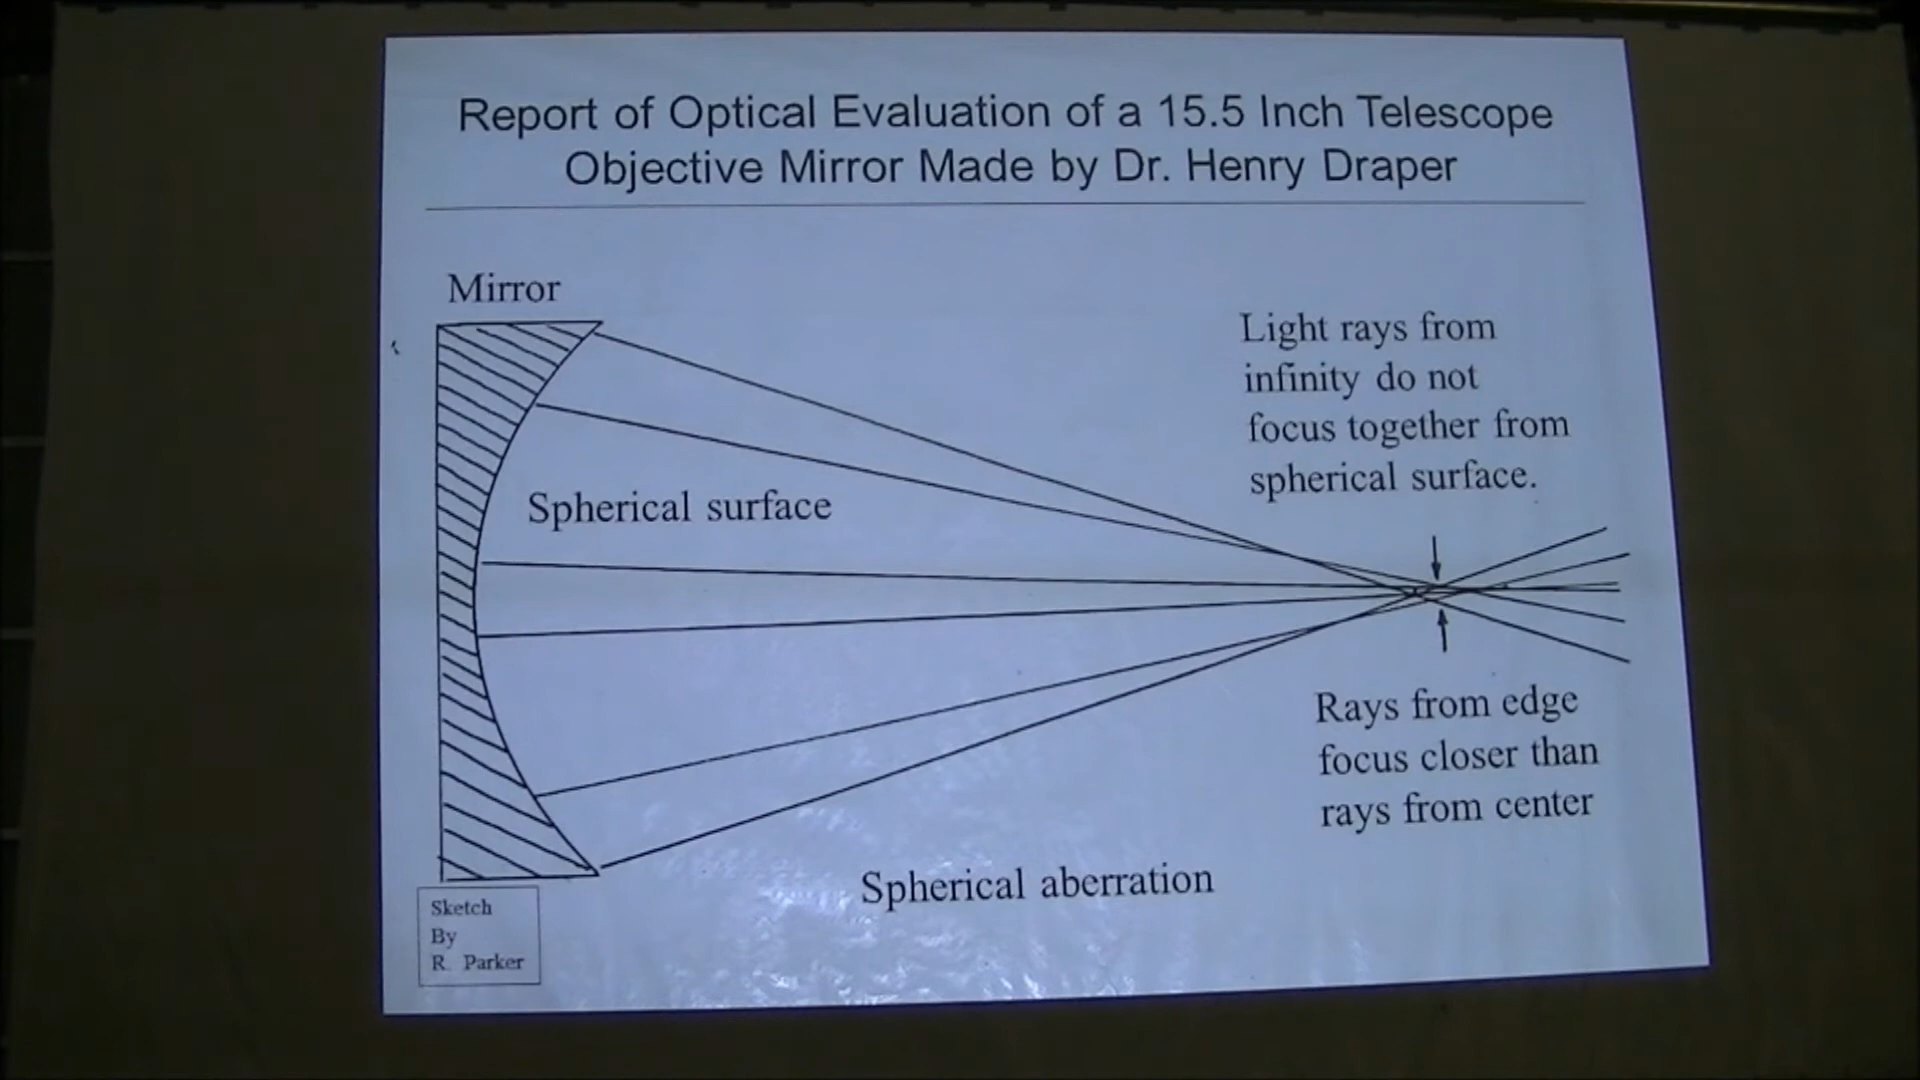 Report of Optical Evaluation of a 15.5 Inch Telescope
Objective Mirror Made by Dr. Henry Draper
Mirror
Light rays from
infinity do not
focus together from
spherical surface.
Spherical surface
Rays from edge
focus closer than
rays from center
Spherical aberration
Sketch
By
R. Parker